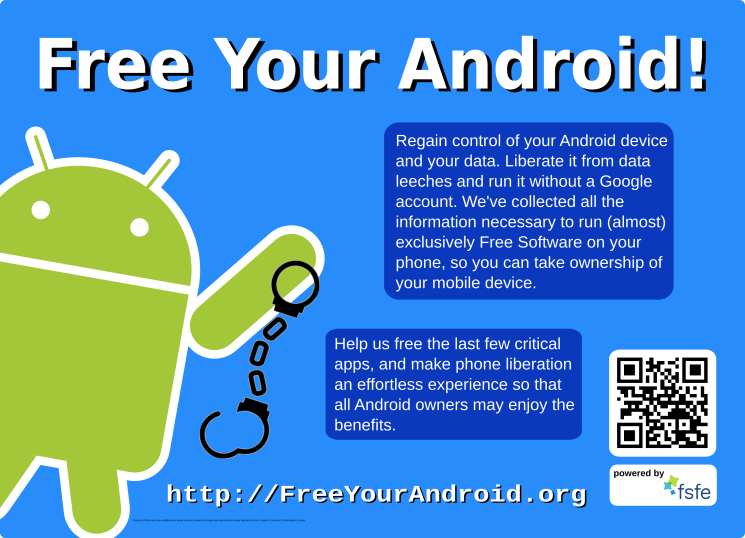 Free Your Android!
Regain control of your Android device
and your data. Liberate it from data
leeches and run it without a Google
account. We've collected all the
information necessary to run (almost)
exclusively Free Software on your
phone, so you can take ownership of
your mobile device.
Help us free the last few critical
apps, and make phone liberation
an effortless experience so that
all Android owners may enjoy the
benefits.
powered by
fsfe
http://FreeYourAndroid.org